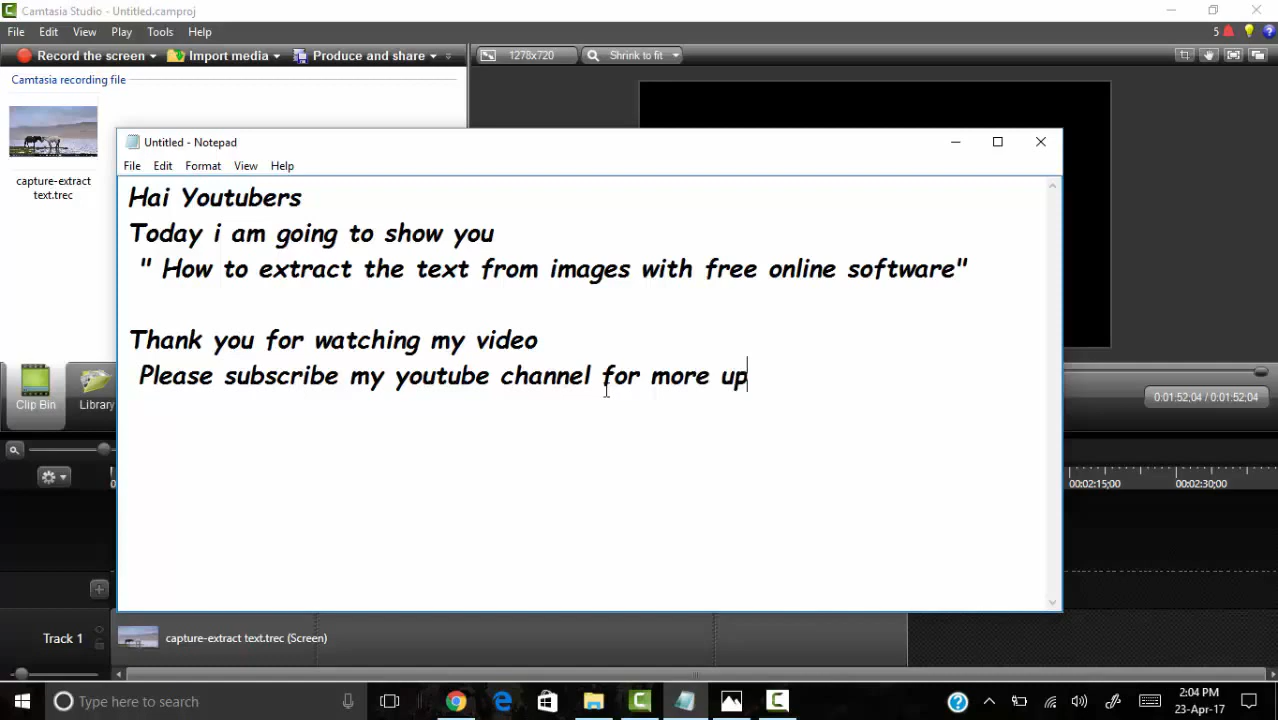 Camtasia Studio - Untitled.camproj
File Edit View Play Tools Help
5
Record the screen Import media Produce and share
1278x720 Shrink to fit
Camtasia recording file
capture-extract
text.trec
Untitled - Notepad
File Edit Format View Help
Hai Youtubers
Today i am going to show you
" How to extract the text from images with free online software"
Thank you for watching my video
Please subscribe my youtube channel for more up
Clip Bin
Library
0:01:52;04 / 0:01:52;04
00:02:15;00 00:02:30;00
Track 1
capture-extract text.trec (Screen)
Type here to search
2:04 PM
23-Apr-17